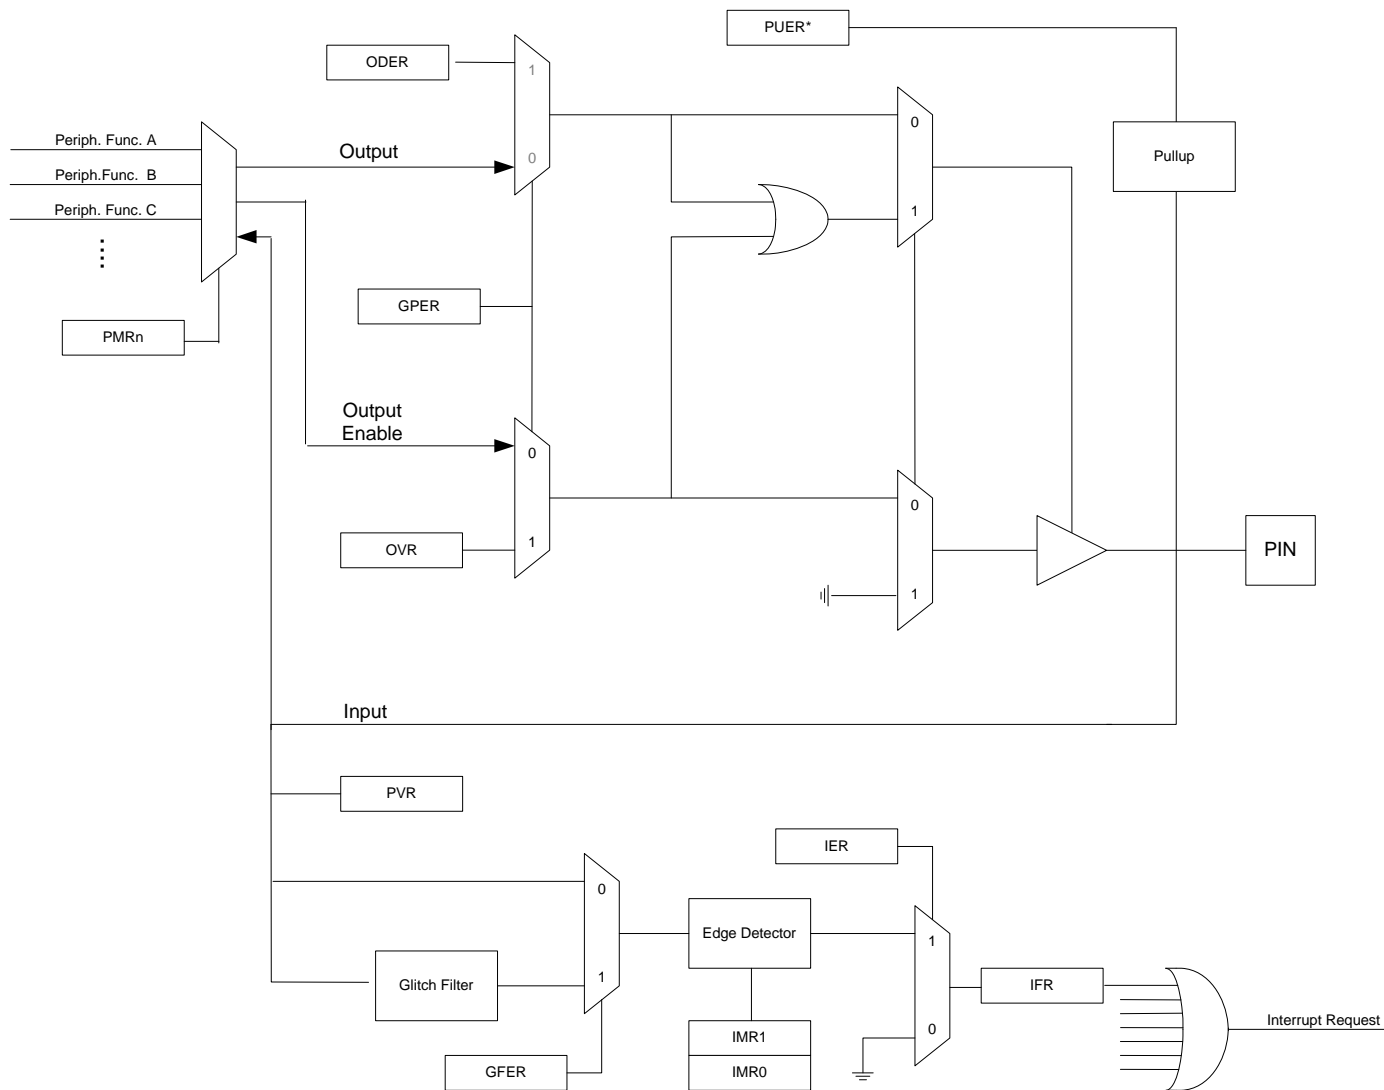 PUER*
ODER
1
0
Periph. Func. A
Output
0
Pullup
Periph.Func. B
Periph. Func. C
1
GPER
PMRn
Output
Enable
0
0
OVR
1
PIN
1
Input
PVR
IER
0
Edge Detector
1
Glitch Filter
1
IFR
0
Interrupt Request
IMR1
GFER
IMR0